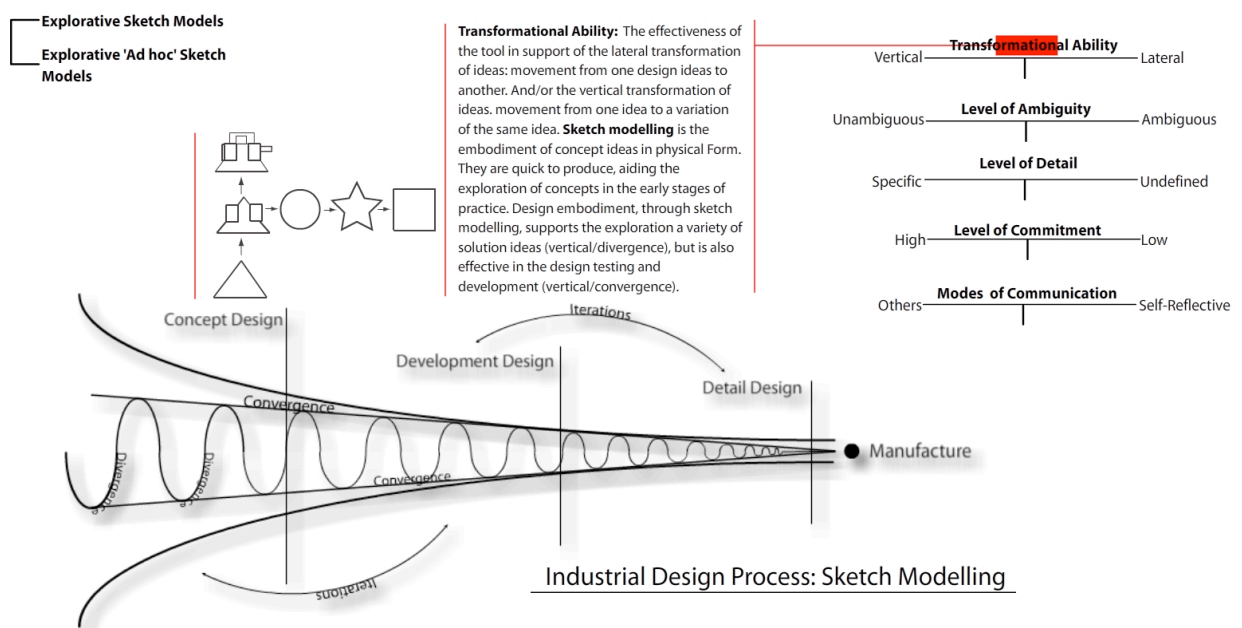 Explorative Sketch Models
Explorative 'Ad hoc' Sketch
Models
Transformational Ability: The effectiveness of
the tool in support of the lateral transformation
of ideas: movement from one design ideas to
another. And/or the vertical transformation of
ideas. movement from one idea to a variation
of the same idea. Sketch modelling is the
embodiment of concept ideas in physical Form.
They are quick to produce, aiding the
exploration of concepts in the early stages of
practice. Design embodiment, through sketch
modelling, supports the exploration a variety of
solution ideas (vertical/divergence), but is also
effective in the design testing and
development (vertical/convergence).
Transformational Ability
Vertical Lateral
Level of Ambiguity
Unambiguous Ambiguous
Level of Detail
Specific Undefined
Level of Commitment
High Low
Modes of Communication
Others Self-Reflective
Concept Design
Iterations
Development Design
Detail Design
Convergence
Divergence
Divergence
Convergence
Manufacture
Iterations
Industrial Design Process: Sketch Modelling